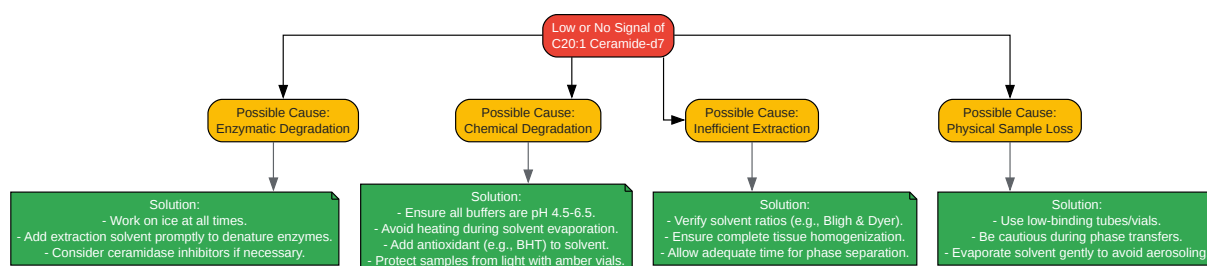 Low or No Signal of
C20:1 Ceramide-d7
Possible Cause:
Enzymatic Degradation
Possible Cause:
Chemical Degradation
Possible Cause:
Inefficient Extraction
Possible Cause:
Physical Sample Loss
Solution:
- Work on ice at all times.
- Add extraction solvent promptly to denature enzymes.
- Consider ceramidase inhibitors if necessary.
Solution:
- Ensure all buffers are pH 4.5-6.5.
- Avoid heating during solvent evaporation.
- Add antioxidant (e.g., BHT) to solvent.
- Protect samples from light with amber vials.
Solution:
- Verify solvent ratios (e.g., Bligh & Dyer).
- Ensure complete tissue homogenization.
- Allow adequate time for phase separation.
Solution:
- Use low-binding tubes/vials.
- Be cautious during phase transfers.
- Evaporate solvent gently to avoid aerosoling.